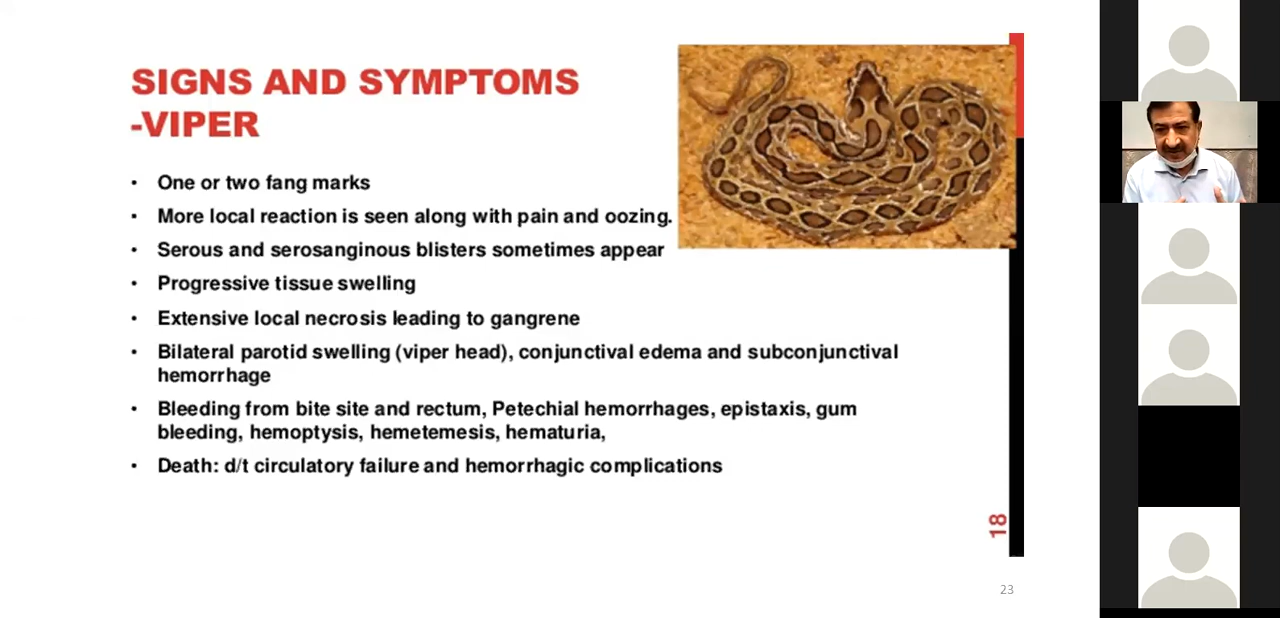 SIGNS AND SYMPTOMS
-VIPER
• One or two fang marks
• More local reaction is seen along with pain and oozing.
• Serous and serosanginous blisters sometimes appear
• Progressive tissue swelling
• Extensive local necrosis leading to gangrene
• Bilateral parotid swelling (viper head), conjunctival edema and subconjunctival
hemorrhage
• Bleeding from bite site and rectum, Petechial hemorrhages, epistaxis, gum
bleeding, hemoptysis, hemetemesis, hematuria,
• Death: d/t circulatory failure and hemorrhagic complications
18
23